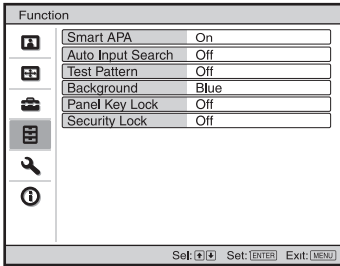 Function
Smart APA On
Auto Input Search Off
Test Pattern Off
Background Blue
Panel Key Lock Off
Security Lock Off
Sel: Set: ENTER Exit: MENU